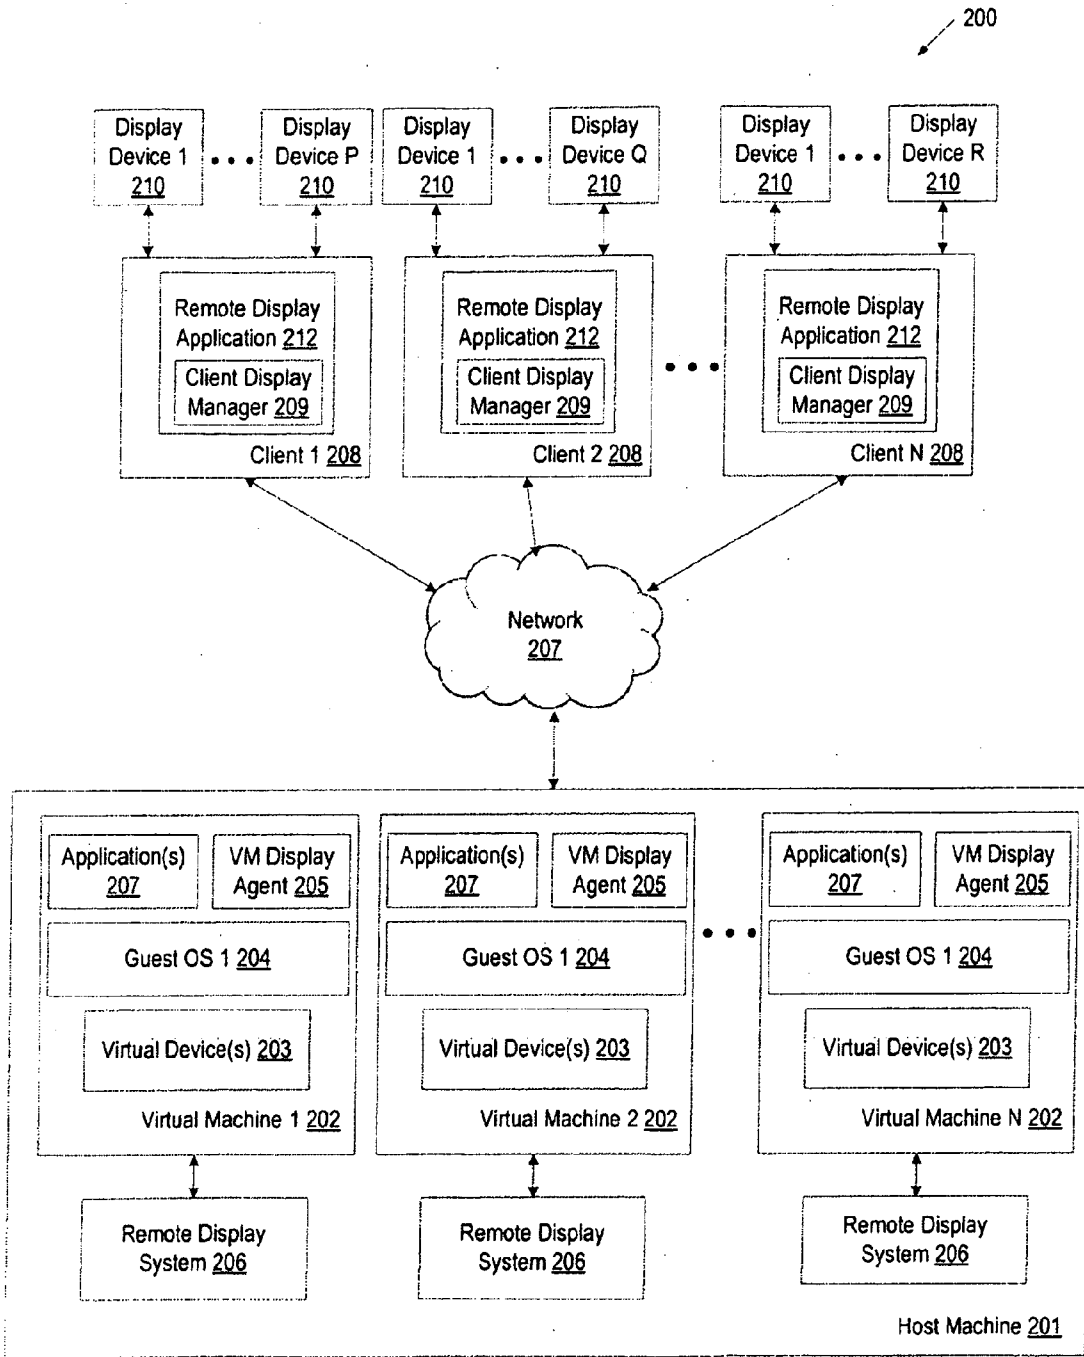 200
Display Device 1 210
Display Device P 210
Display Device 1 210
Display Device Q 210
Display Device 1 210
Display Device R 210
Remote Display
Application 212
Client Display
Manager 209
Client 1 208
Remote Display
Application 212
Client Display
Manager 209
Client 2 208
Remote Display
Application 212
Client Display
Manager 209
Client N 208
Network
207
Application(s)
207
VM Display
Agent 205
Guest OS 1 204
Virtual Device(s) 203
Virtual Machine 1 202
Remote Display
System 206
Application(s)
207
VM Display
Agent 205
Guest OS 1 204
Virtual Device(s) 203
Virtual Machine 2 202
Remote Display
System 206
Application(s)
207
VM Display
Agent 205
Guest OS 1 204
Virtual Device(s) 203
Virtual Machine N 202
Remote Display
System 206
Host Machine 201